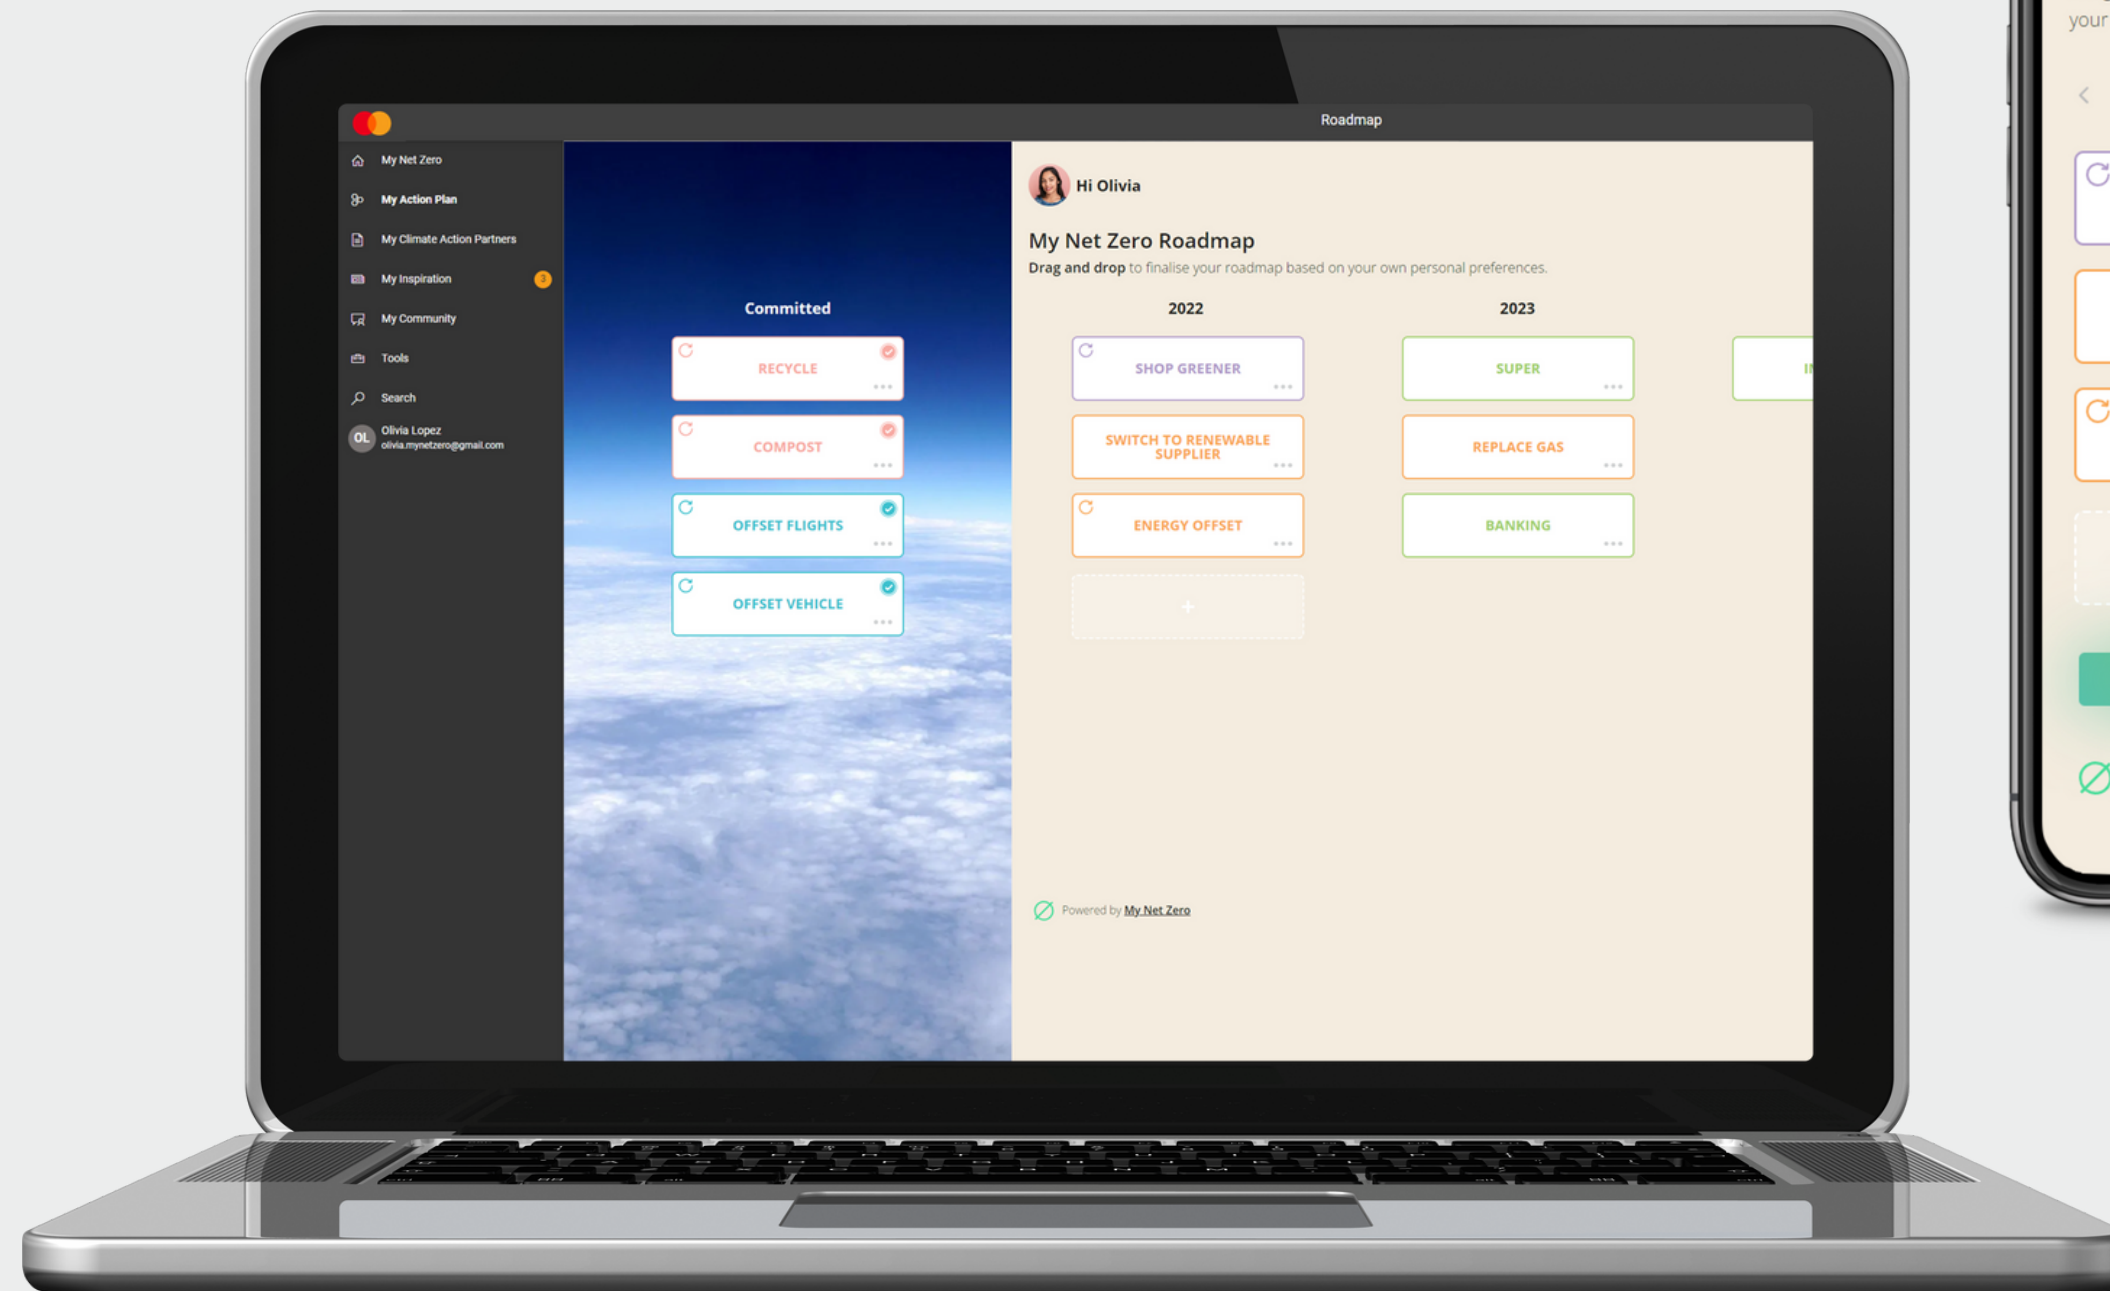 Roadmap
My Net Zero
My Action Plan
My Climate Action Partners
My Inspiration
3
My Community
Tools
Search
OL
Olivia Lopez
olivia.mynetzero@gmail.com
Committed
RECYCLE
COMPOST
OFFSET FLIGHTS
OFFSET VEHICLE
Hi Olivia
My Net Zero Roadmap
Drag and drop to finalise your roadmap based on your own personal preferences.
2022
SHOP GREENER
SWITCH TO RENEWABLE
SUPPLIER
ENERGY OFFSET
+
2023
SUPER
REPLACE GAS
BANKING
Powered by My Net Zero
your